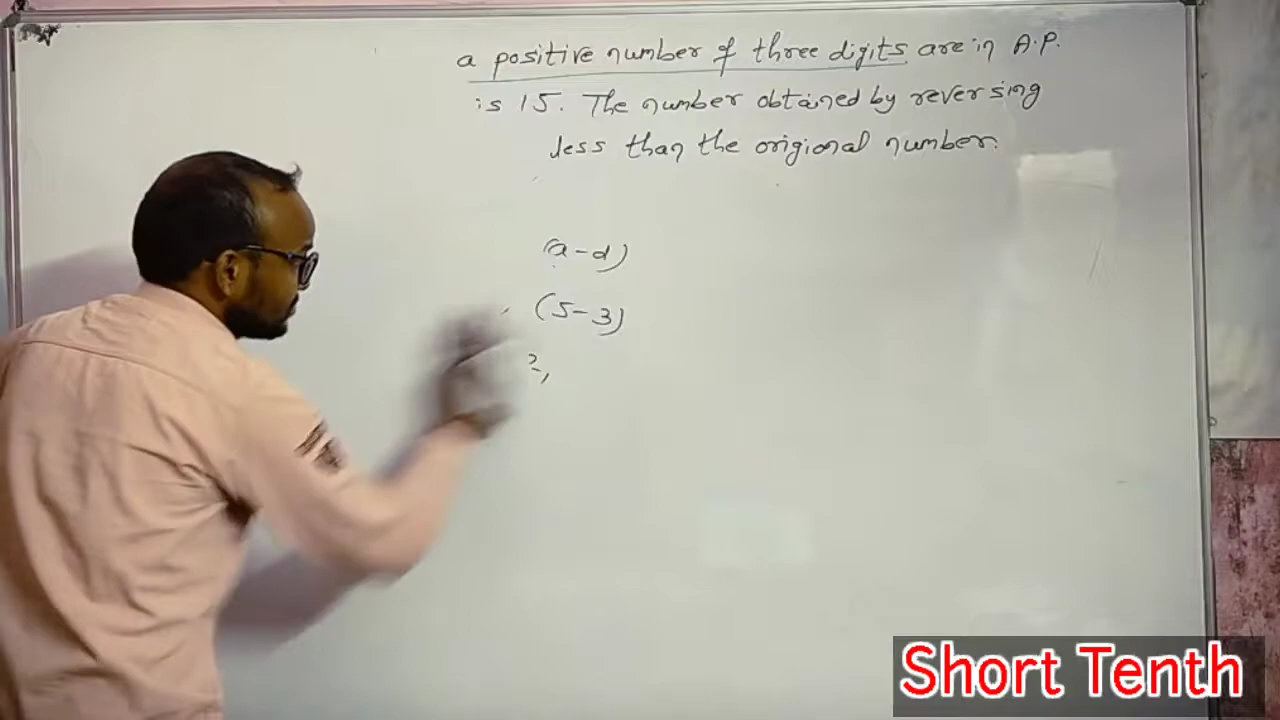 a positive number of three digits are in A.P.
is 15. The number obtained by reversing
less than the origional number.
(a-d)
(5-3)
2,
Short Tenth